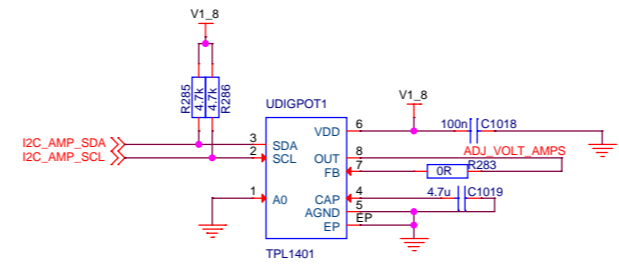 V1_8
R285
4.7k
4.7k
R286
UDIGPOT1
V1_8
I2C_AMP_SDA
I2C_AMP_SCL
3
2
1
SDA
SCL
A0
VDD
OUT
FB
CAP
AGND
EP
6
8
7
4
5
EP
100n
C1018
ADJ_VOLT_AMPS
0R
R283
4.7u
C1019
TPL1401